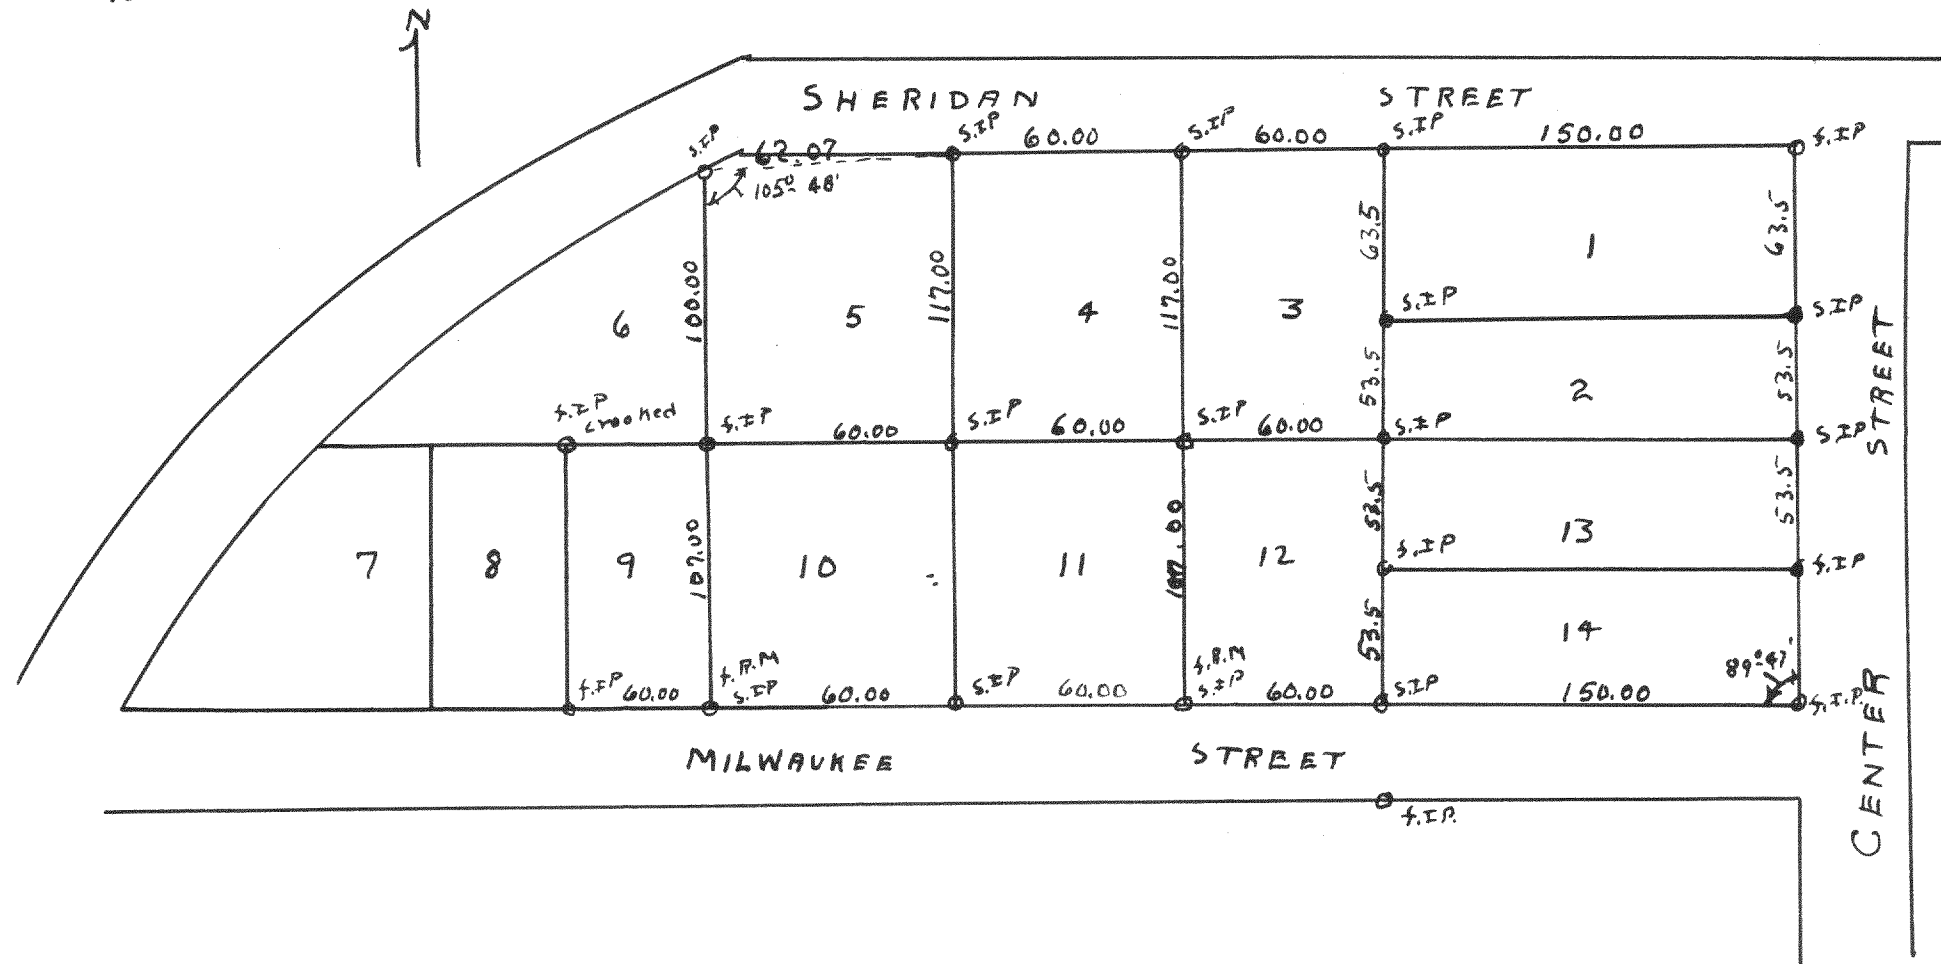 N
SHERIDAN STREET
S.I.P
62.07
S.I.P
60.00
S.I.P
60.00
S.I.P
150.00
f.I.P
105° 48'
100.00
117.00
117.00
63.5
63.5
1
6
5
4
3
S.I.P
S.I.P
53.5
53.5
2
STREET
f.I.P
crooked
f.I.P
60.00
S.I.P
60.00
S.I.P
60.00
S.I.P
S.I.P
53.5
53.5
7
8
9
107.00
10
11
12
13
f.I.P
f.I.P
53.5
14
89° 47'
f.I.P
60.00
f.R.M
S.I.P
60.00
S.I.P
60.00
f.R.M
S.I.P
60.00
S.I.P
150.00
f.I.P.
MILWAUKEE STREET
CENTER
f.I.P.